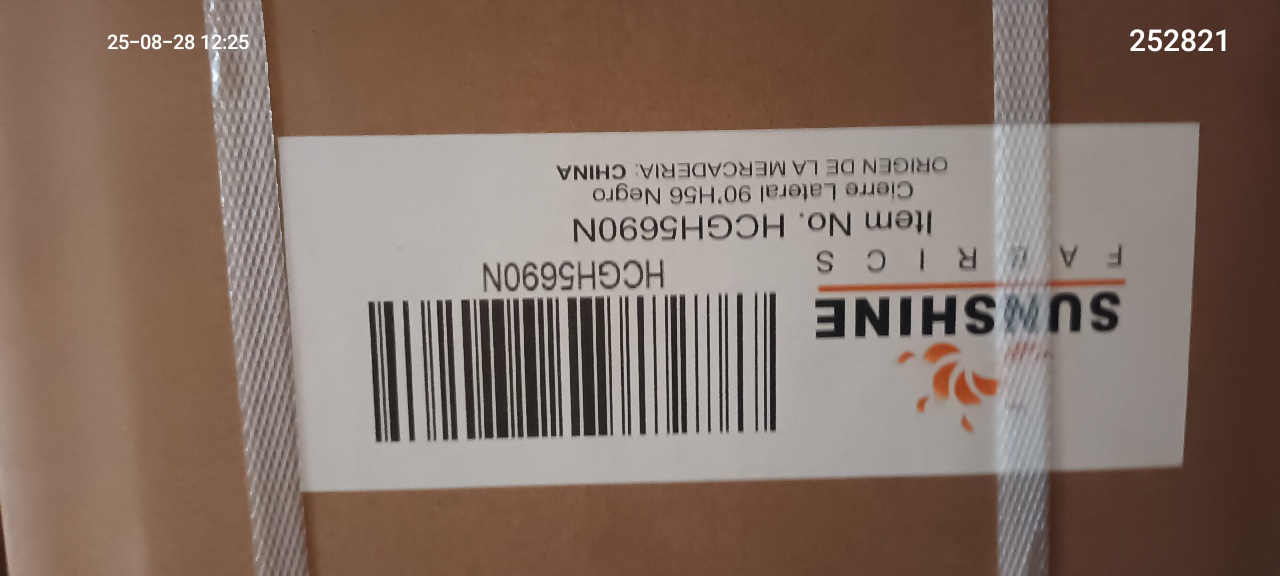 25-08-28 12:25
252821
SUNSHINE
FABRICS
HCGH5690N
Item No. HCGH5690N
Cierre Lateral 90'H56 Negro
ORIGEN DE LA MERCADERIA: CHINA